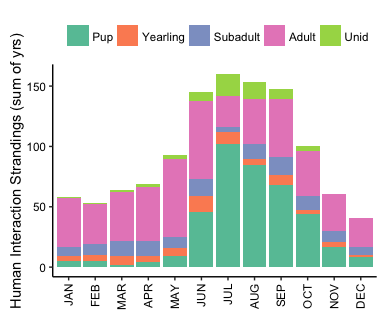 Pup Yearling Subadult Adult Unid
Human Interaction Strandings (sum of yrs)
150
100
50
0
JAN FEB MAR APR MAY JUN JUL AUG SEP OCT NOV DEC